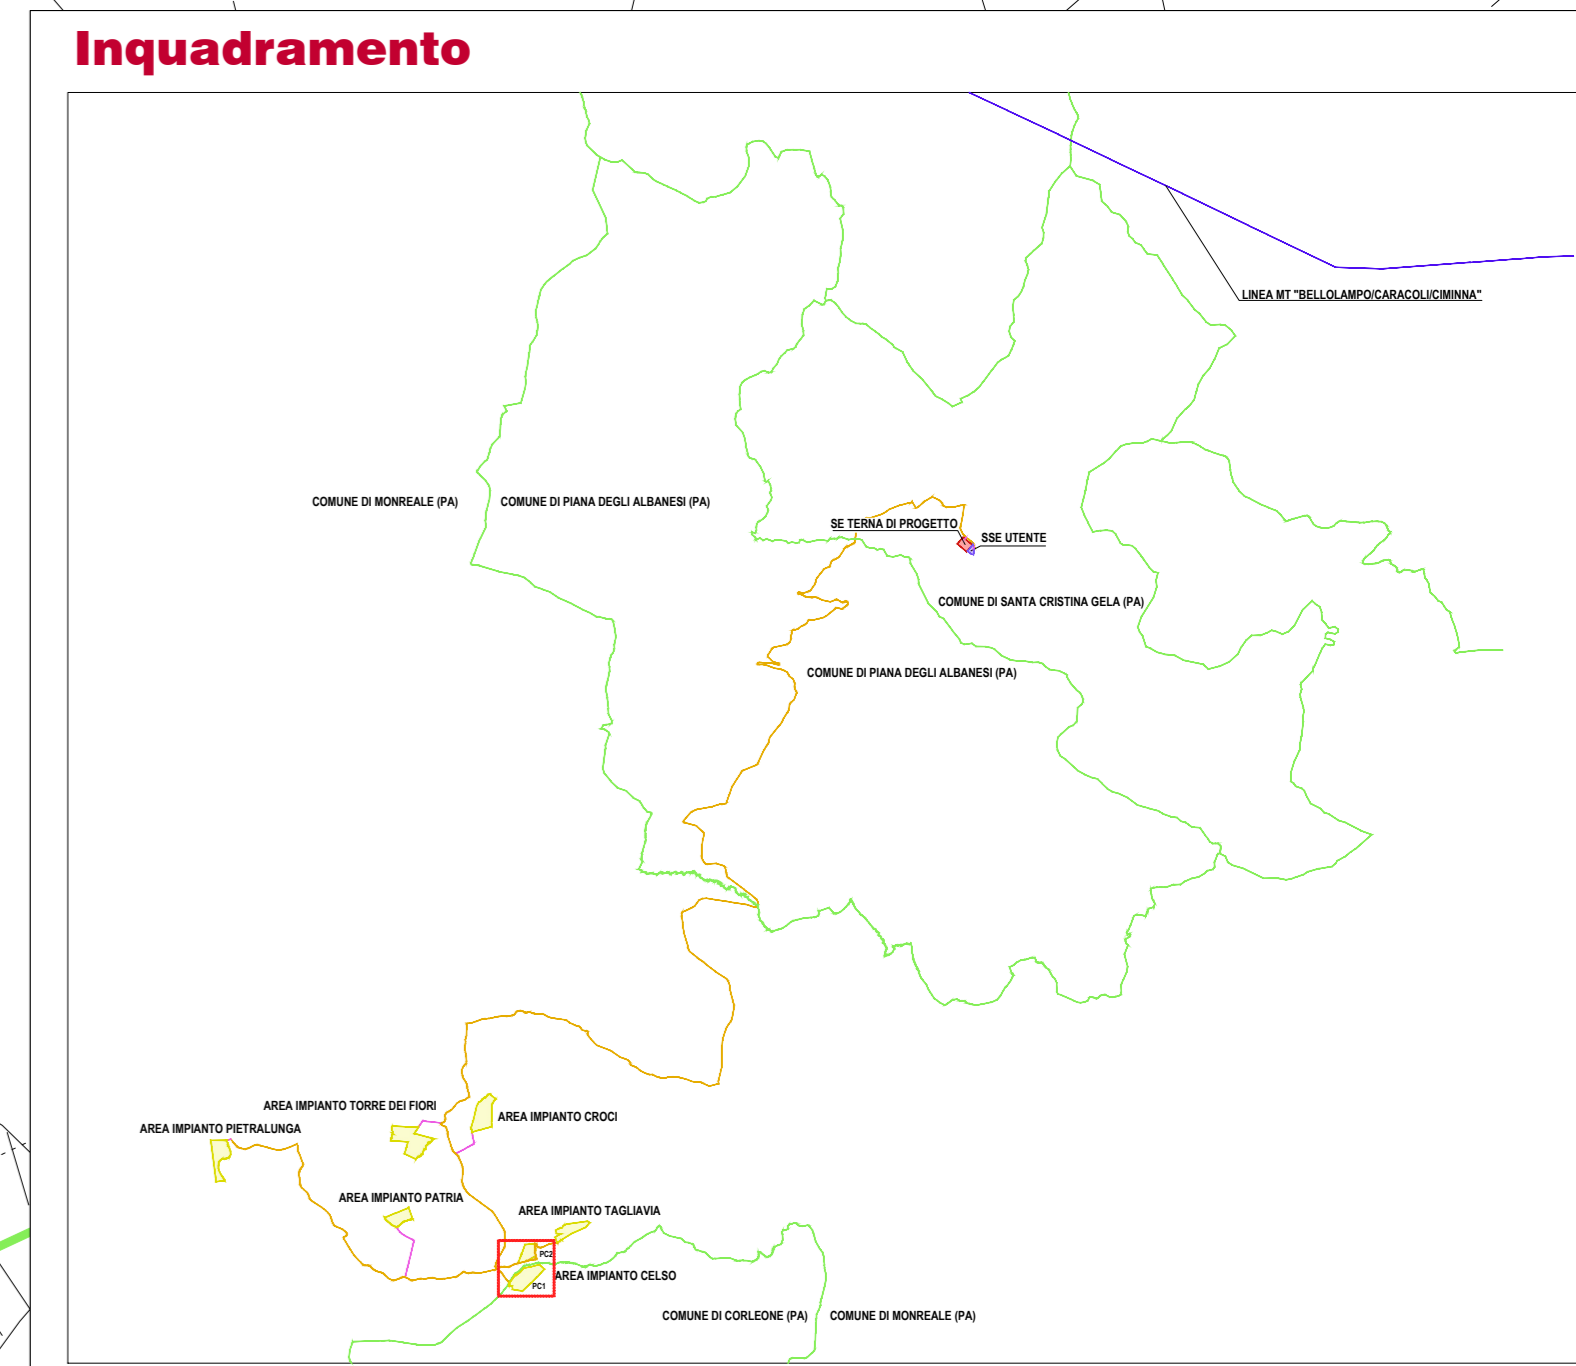 Inquadramento
LINEA MT "BELLOLAMPO/CARACOLI/CIMINNA"
COMUNE DI MONREALE (PA)
COMUNE DI PIANA DEGLI ALBANESI (PA)
SE TERNA DI PROGETTO
SSE UTENTE
COMUNE DI SANTA CRISTINA GELA (PA)
COMUNE DI PIANA DEGLI ALBANESI (PA)
AREA IMPIANTO TORRE DEI FIORI
AREA IMPIANTO CROCI
AREA IMPIANTO PIETRALUNGA
AREA IMPIANTO PATRIA
AREA IMPIANTO TAGLIAVIA
PC2
AREA IMPIANTO CELSO
PC1
COMUNE DI CORLEONE (PA)
COMUNE DI MONREALE (PA)